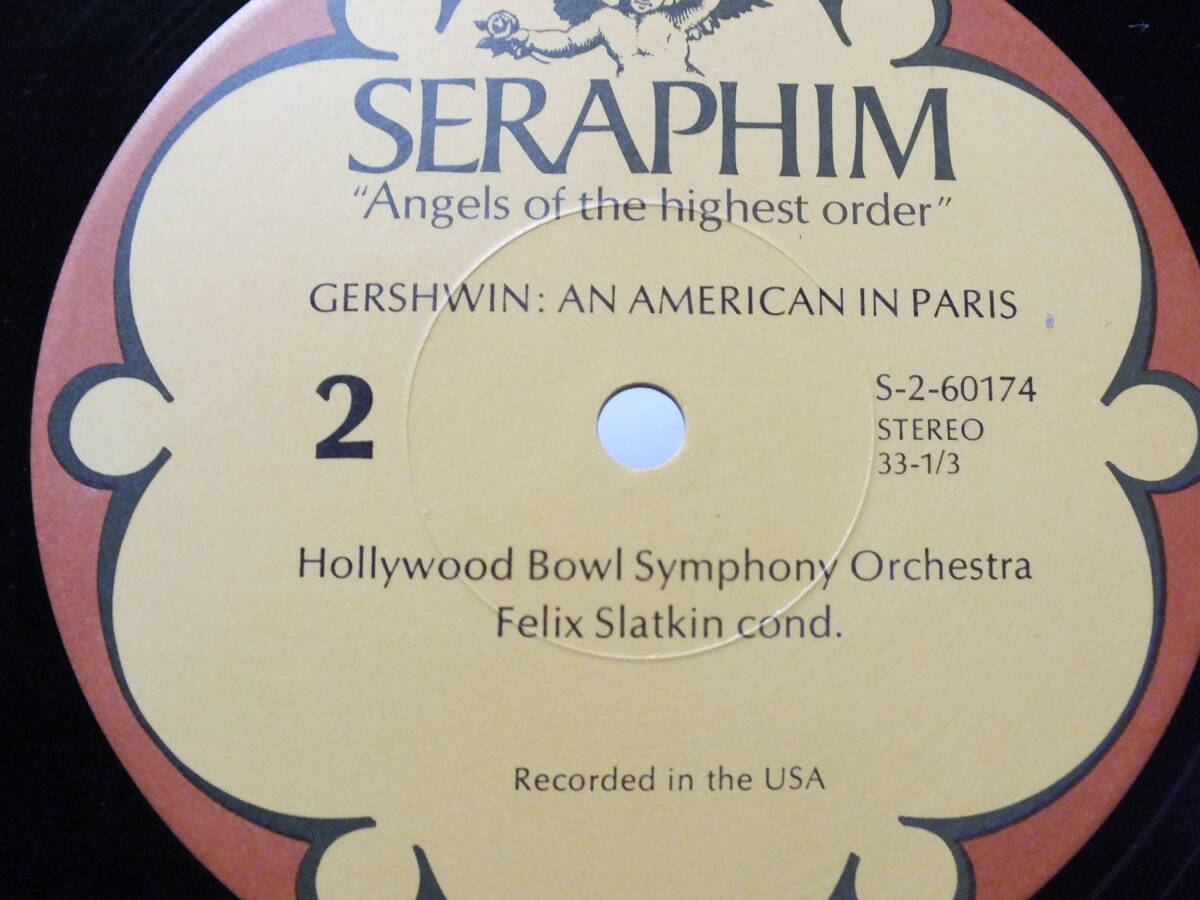 SERAPHIM
“Angels of the highest order”
GERSHWIN: AN AMERICAN IN PARIS
2
S-2-60174
STEREO
33-1/3
Hollywood Bowl Symphony Orchestra
Felix Slatkin cond.
Recorded in the USA